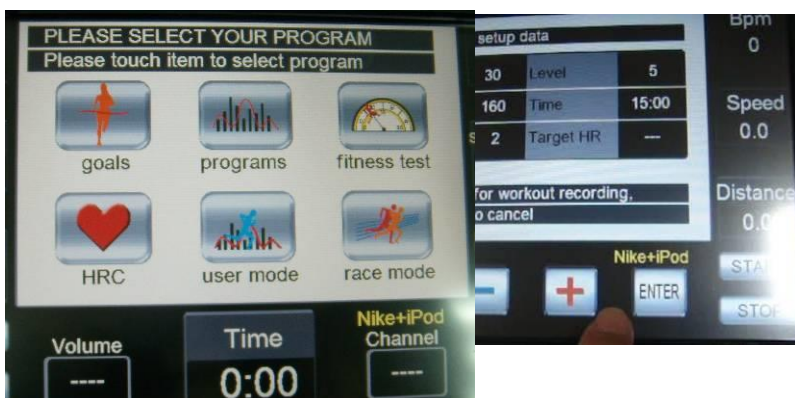 PLEASE SELECT YOUR PROGRAM
Please touch item to select program
goals programs fitness test
HRC user mode race mode
Volume Time Nike+iPod
Channel
---- 0:00 ----
setup data
30 Level 5
160 Time 15:00
2 Target HR ---
for workout recording,
cancel
Bpm
0
Speed
0.0
Distance
Nike+iPod
− + ENTER